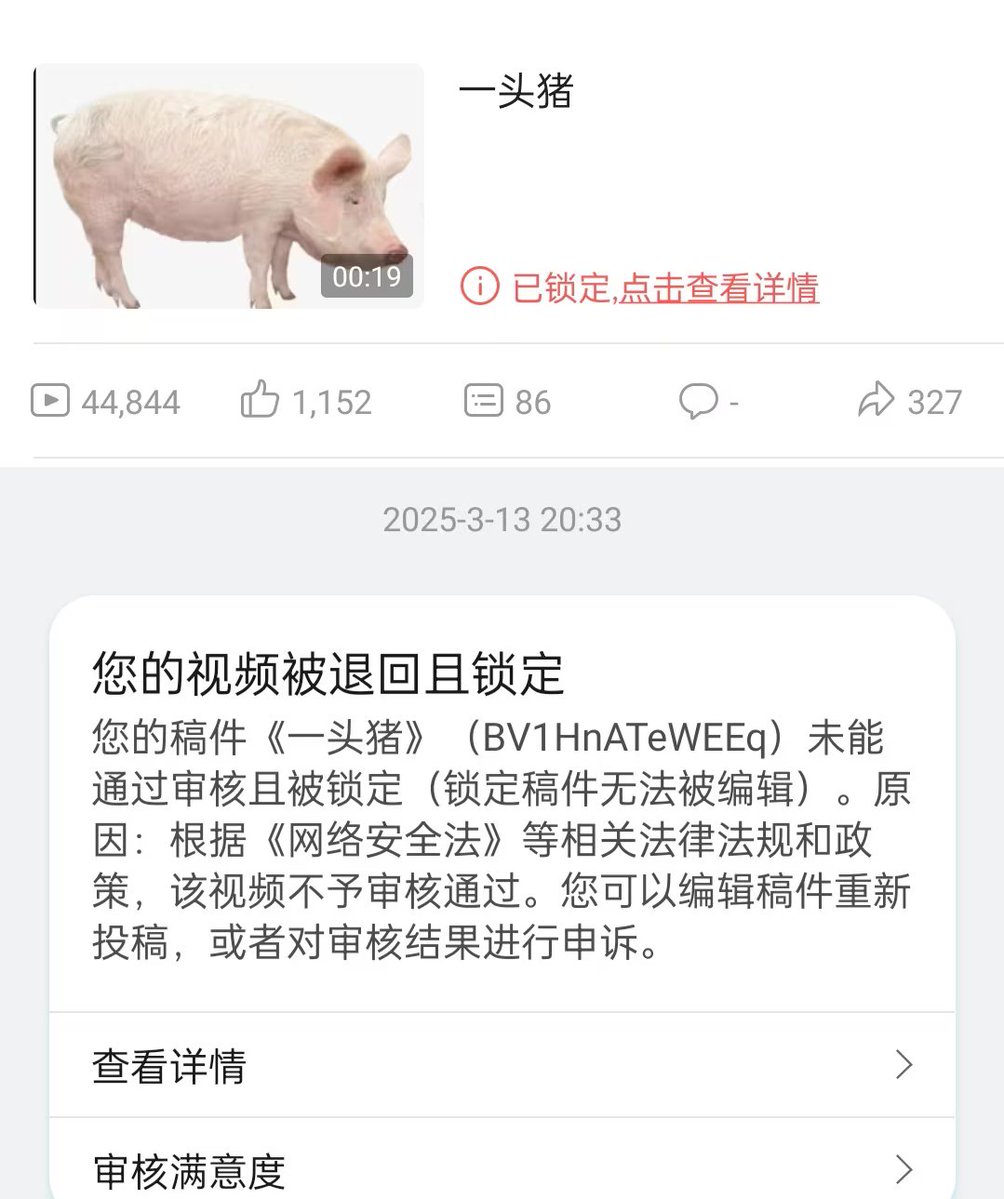 一头猪
00:19
已锁定,点击查看详情
44,844 1,152 86 - 327
2025-3-13 20:33
您的视频被退回且锁定
您的稿件《一头猪》（BV1HnATeWEEq）未能
通过审核且被锁定（锁定稿件无法被编辑）。原
因：根据《网络安全法》等相关法律法规和政
策，该视频不予审核通过。您可以编辑稿件重新
投稿，或者对审核结果进行申诉。
查看详情
审核满意度